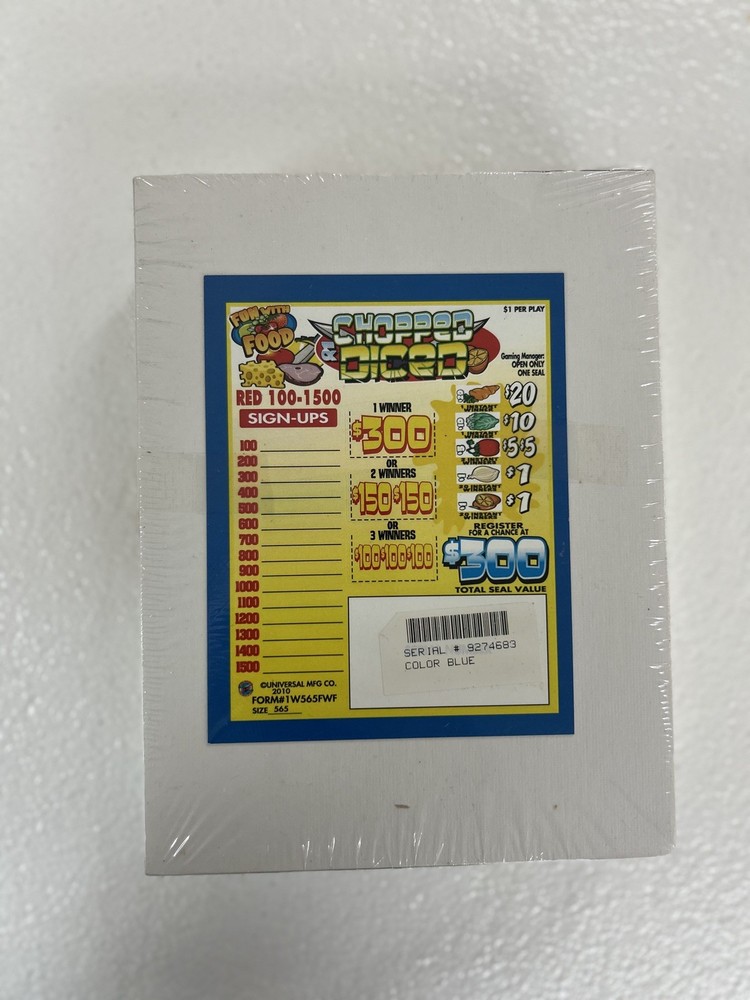 FUN WITH
FOOD
CHOPPED
& DICED
$1 PER PLAY
Gaming Manager:
OPEN ONLY
ONE SEAL
RED 100-1500
SIGN-UPS
100
200
300
400
500
600
700
800
900
1000
1100
1200
1300
1400
1500
1 WINNER
$300
OR
2 WINNERS
$150 $150
OR
3 WINNERS
$100 $100 $100
$20
$10
$5 $5
$1
$1
REGISTER
FOR A CHANCE AT
$300
TOTAL SEAL VALUE
SERIAL # 9274683
COLOR BLUE
©UNIVERSAL MFG CO.
2010
FORM#1W565FWF
SIZE 565